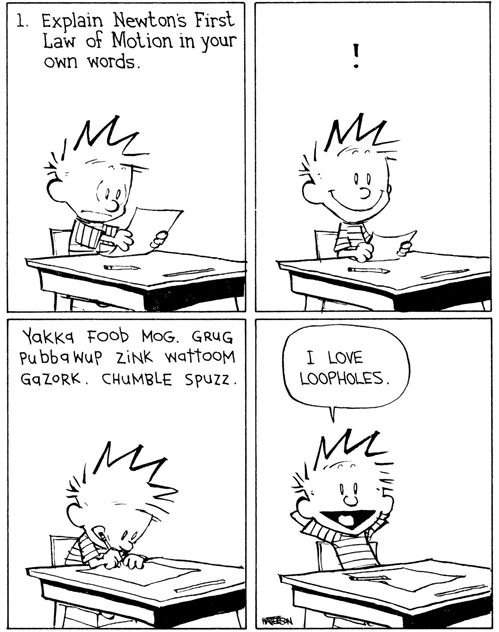 1. Explain Newton's First
Law of Motion in your
own words.
!
Yakka Foob Mog. Grug
Pubbawup zink wattoom
Gazork. Chumble spuzz.
I LOVE
LOOPHOLES.
WATTERSON